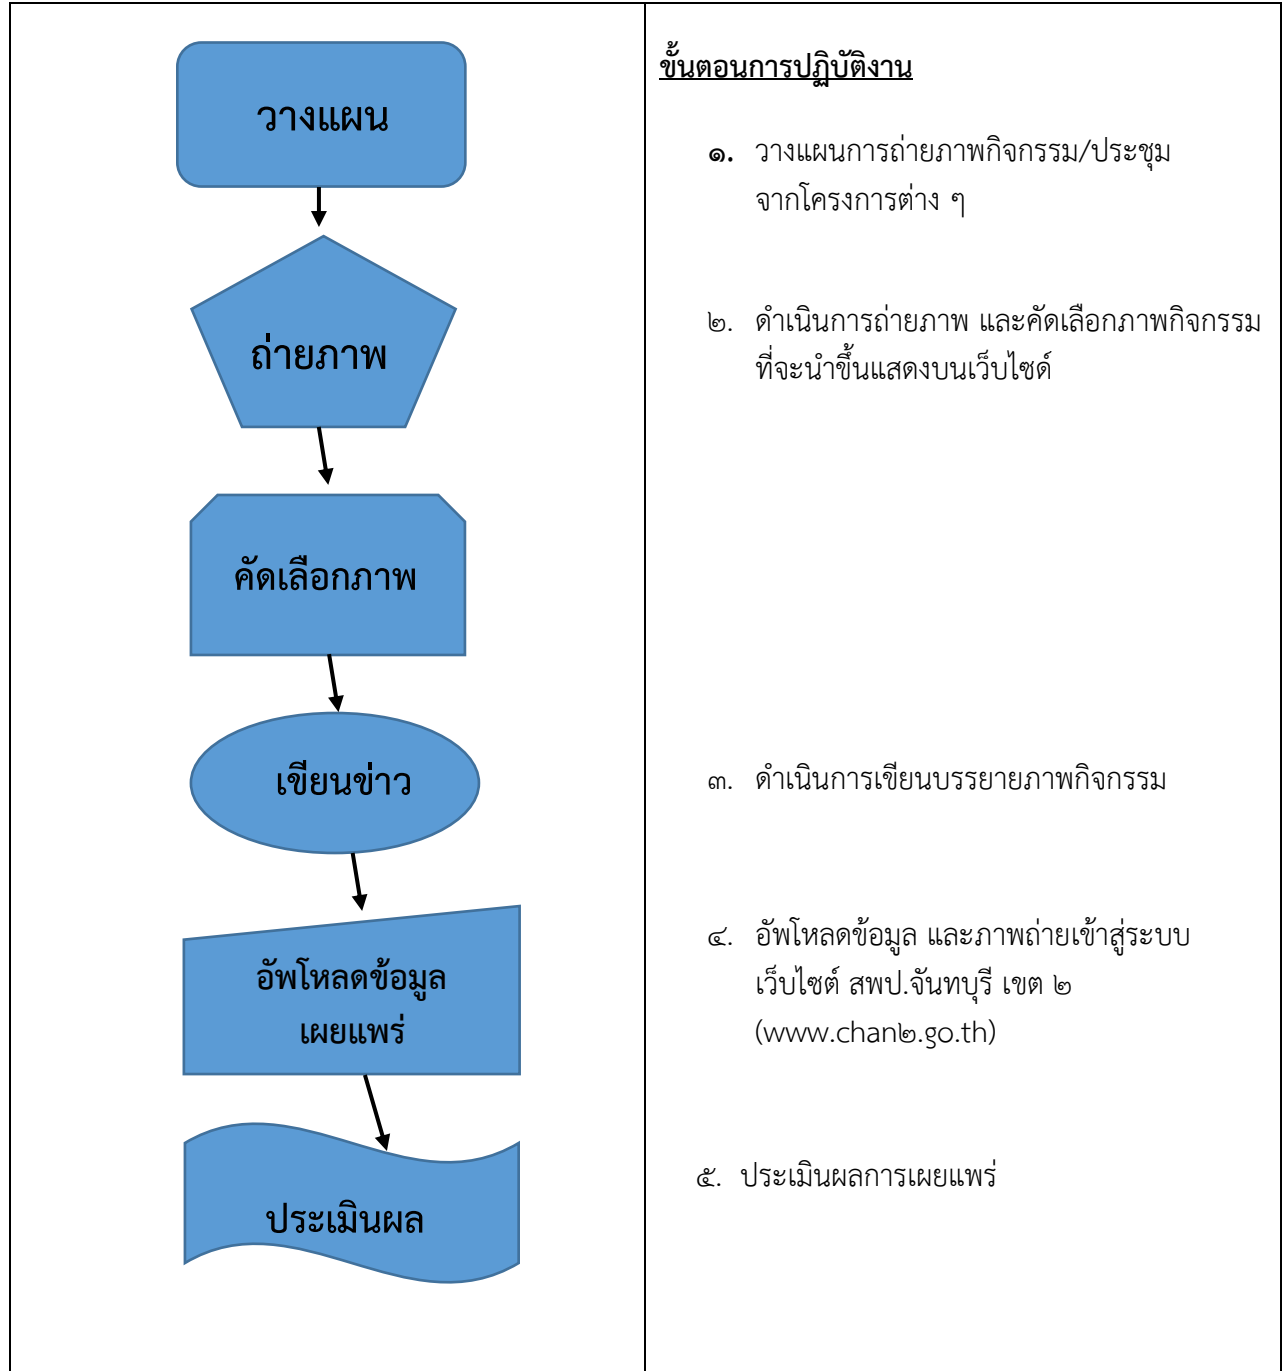 วางแผน
ถ่ายภาพ
คัดเลือกภาพ
เขียนข่าว
อัพโหลดข้อมูล
เผยแพร่
ประเมินผล
ขั้นตอนการปฏิบัติงาน
๑. วางแผนการถ่ายภาพกิจกรรม/ประชุม
จากโครงการต่าง ๆ
๒. ดำเนินการถ่ายภาพ และคัดเลือกภาพกิจกรรม
ที่จะนำขึ้นแสดงบนเว็บไซด์
๓. ดำเนินการเขียนบรรยายภาพกิจกรรม
๔. อัพโหลดข้อมูล และภาพถ่ายเข้าสู่ระบบ
เว็บไซต์ สพป.จันทบุรี เขต ๒
(www.chan๒.go.th)
๕. ประเมินผลการเผยแพร่